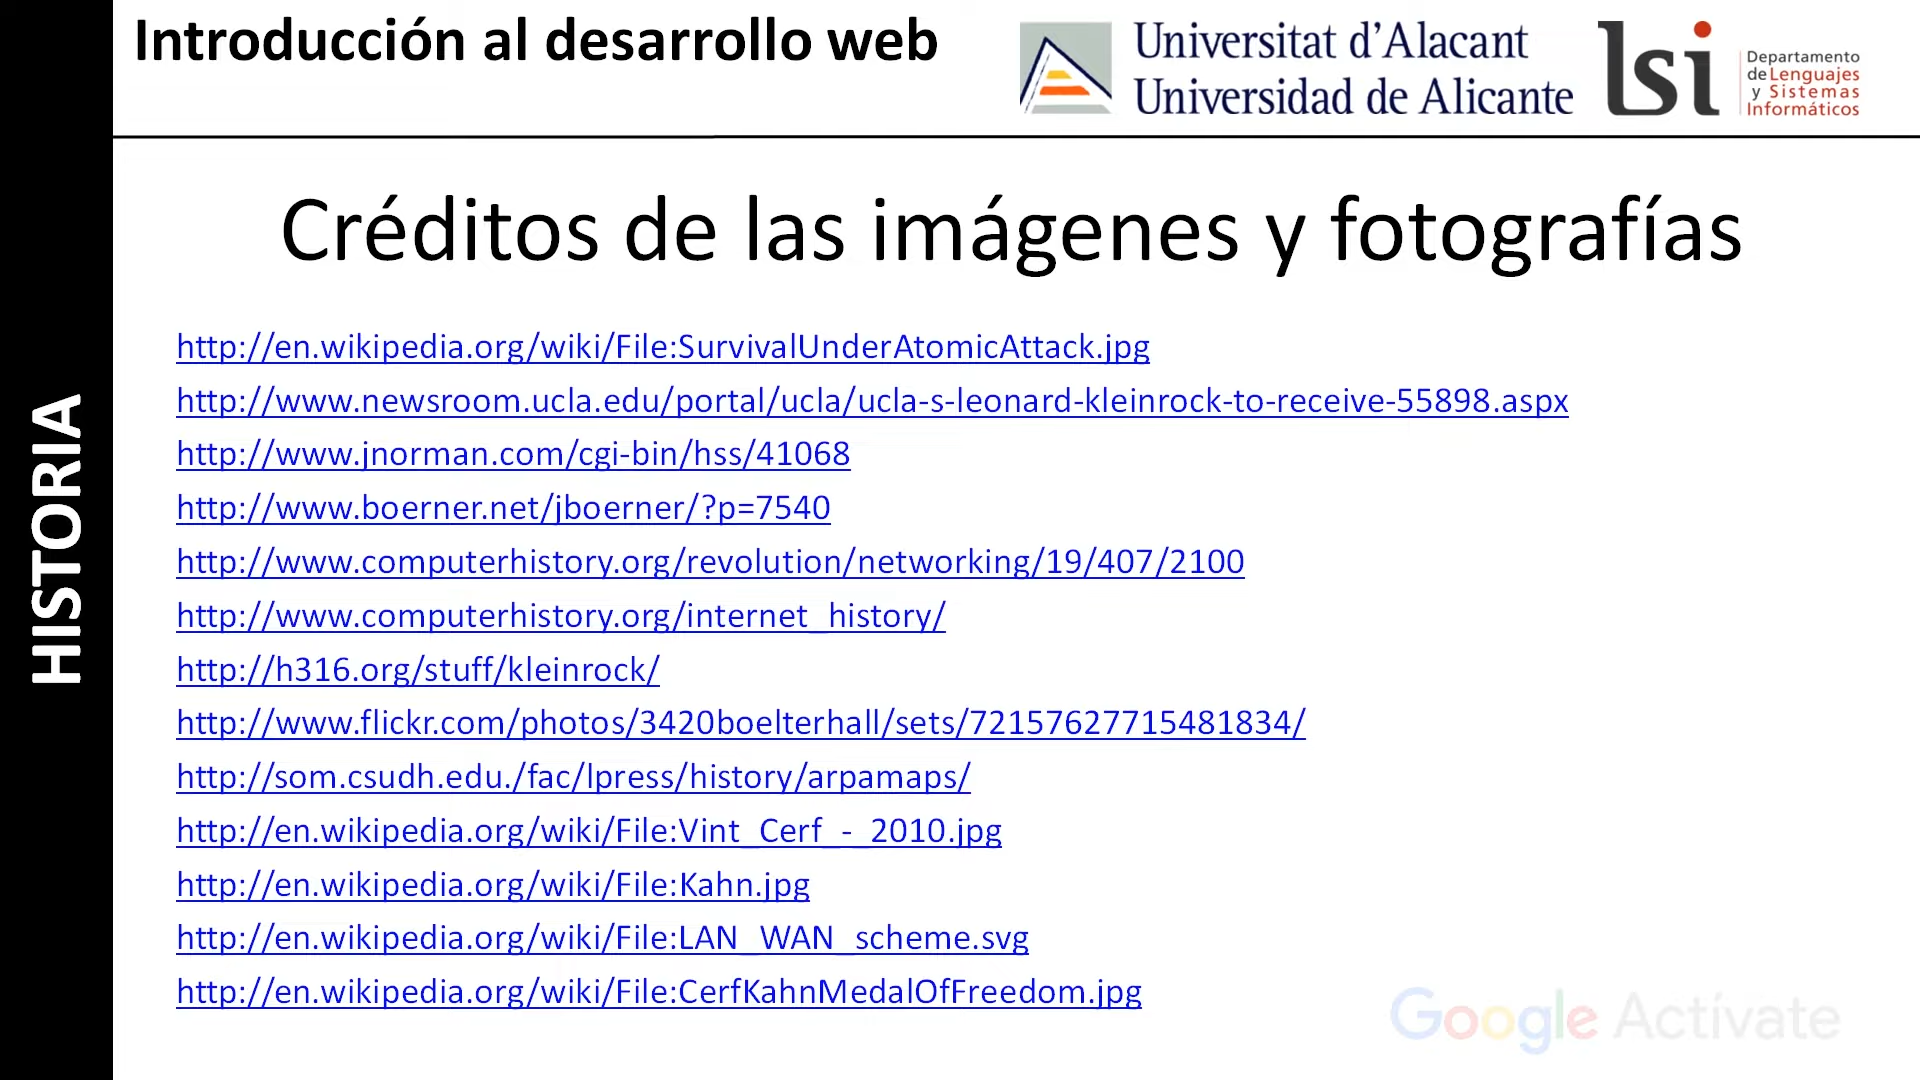 Introducción al desarrollo web
Universitat d'Alacant
Universidad de Alicante
lsi
Departamento
de Lenguajes
y Sistemas
Informáticos
HISTORIA
Créditos de las imágenes y fotografías
http://en.wikipedia.org/wiki/File:SurvivalUnderAtomicAttack.jpg
http://www.newsroom.ucla.edu/portal/ucla/ucla-s-leonard-kleinrock-to-receive-55898.aspx
http://www.jnorman.com/cgi-bin/hss/41068
http://www.boerner.net/jboerner/?p=7540
http://www.computerhistory.org/revolution/networking/19/407/2100
http://www.computerhistory.org/internet_history/
http://h316.org/stuff/kleinrock/
http://www.flickr.com/photos/3420boelterhall/sets/72157627715481834/
http://som.csudh.edu./fac/lpress/history/arpamaps/
http://en.wikipedia.org/wiki/File:Vint_Cerf_-_2010.jpg
http://en.wikipedia.org/wiki/File:Kahn.jpg
http://en.wikipedia.org/wiki/File:LAN_WAN_scheme.svg
http://en.wikipedia.org/wiki/File:CerfKahnMedalOfFreedom.jpg
Google Actívate